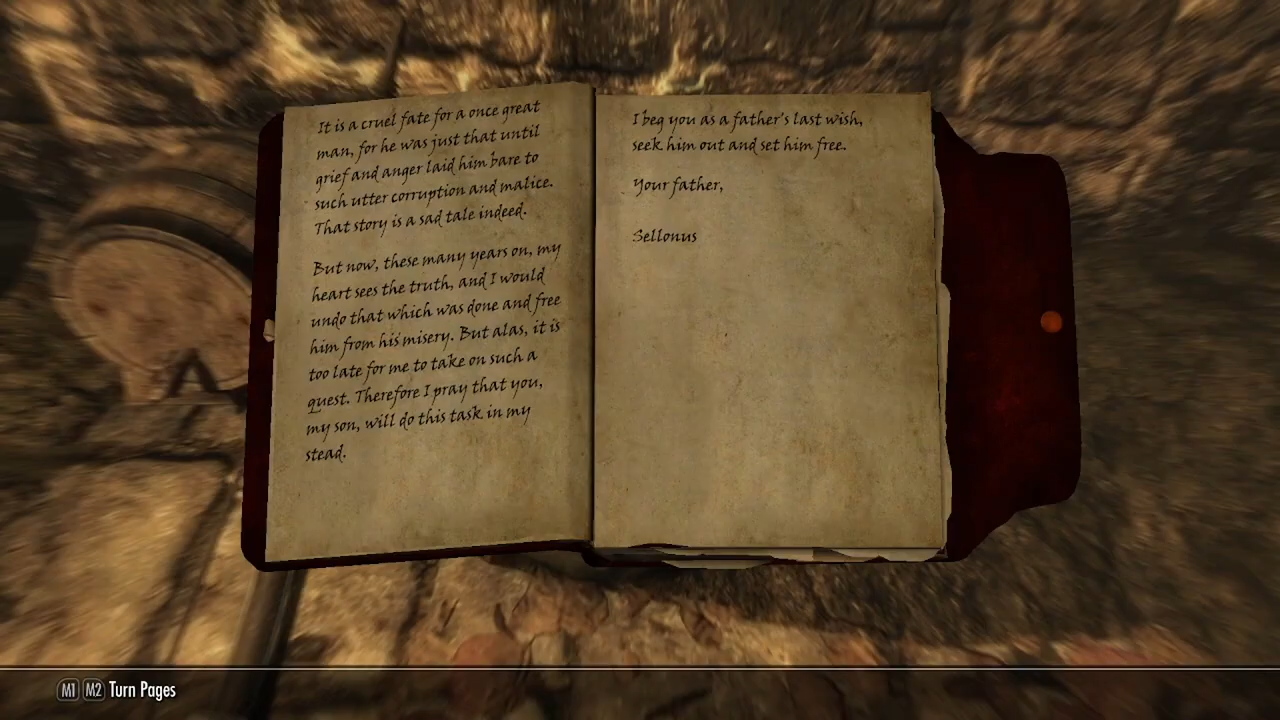 It is a cruel fate for a once great
man, for he was just that until
grief and anger laid him bare to
such utter corruption and malice.
That story is a sad tale indeed.
But now, these many years on, my
heart sees the truth, and I would
undo that which was done and free
him from his misery. But alas, it is
too late for me to take on such a
quest. Therefore I pray that you,
my son, will do this task in my
stead.
I beg you as a father's last wish,
seek him out and set him free.
Your father,
Sellonus
M1 M2 Turn Pages